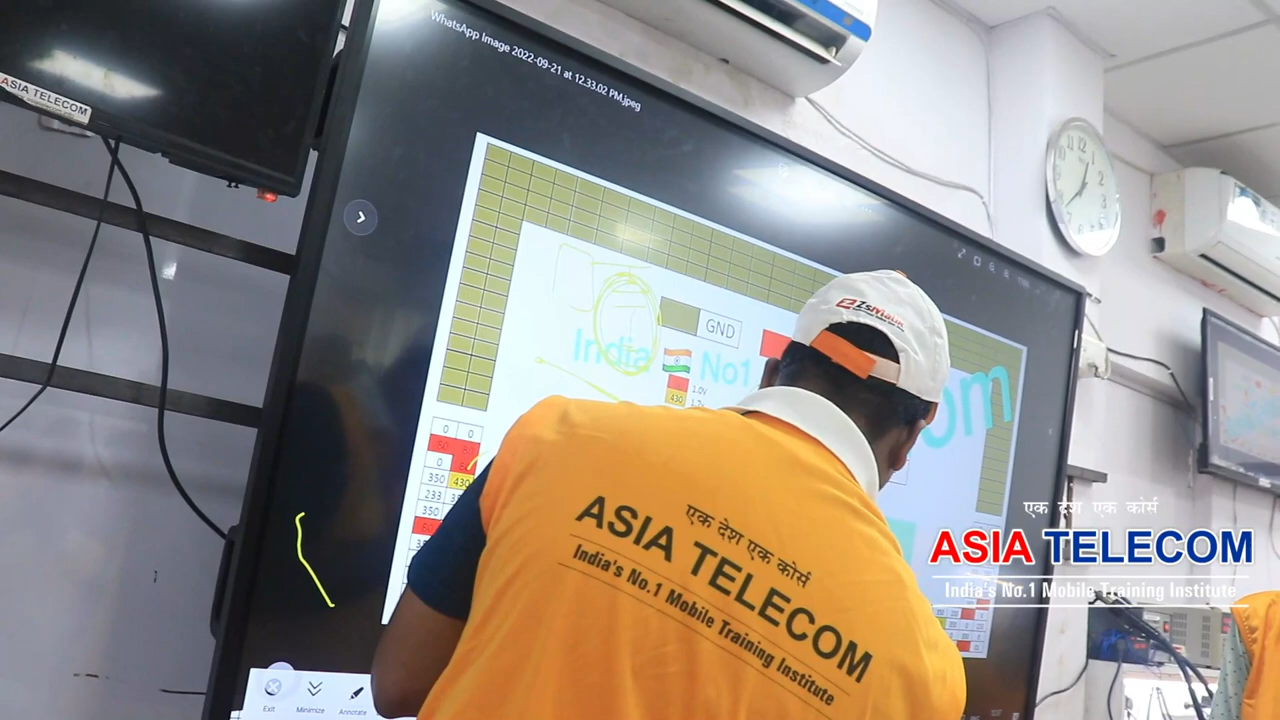 WhatsApp Image 2022-09-21 at 12.33.02 PM.jpeg
ASIA TELECOM
GND
India No1
1.0V
430
om
0 0
0
350 430
233
350
ZSMaUK
एक देश एक कोर्स
ASIA TELECOM
India's No.1 Mobile Training Institute
एक देश एक कोर्स
ASIA TELECOM
India's No.1 Mobile Training Institute
Exit Minimize Annotate